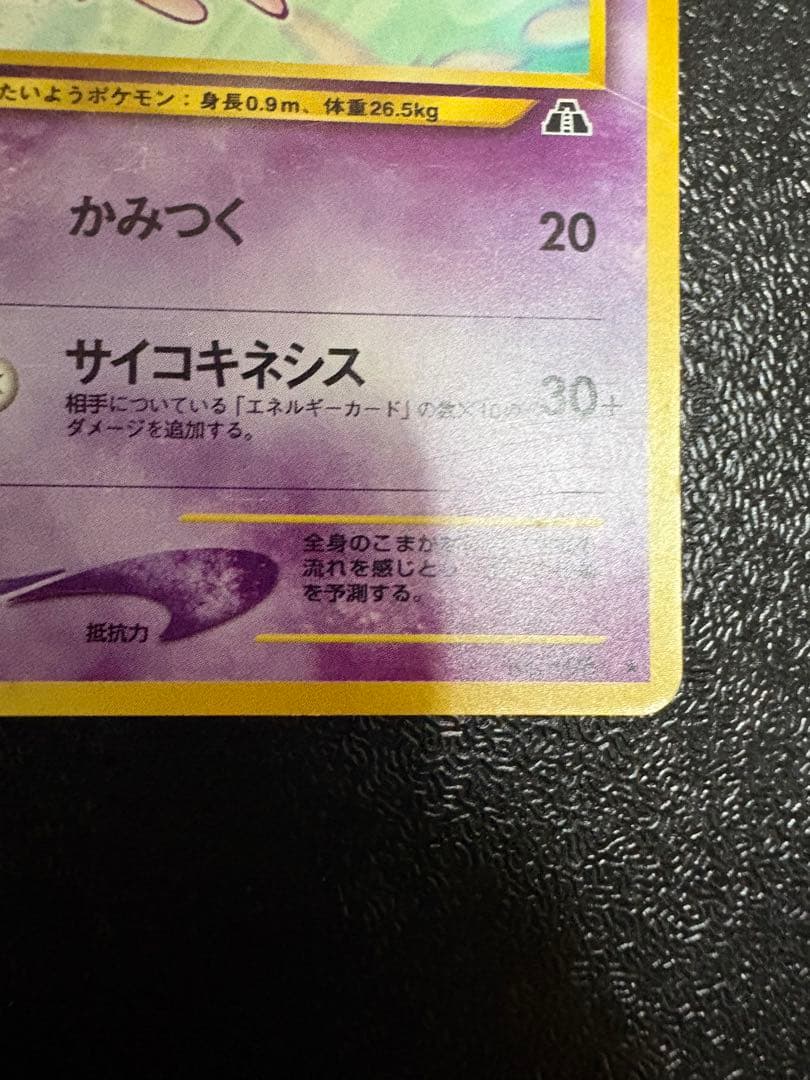 たいようポケモン：身長0.9m、体重26.5kg
かみつく 20
サイコキネシス 30+
相手についている「エネルギーカード」の数×10
ダメージを追加する。
全身のこまか
流れを感じと
を予測する。
抵抗力